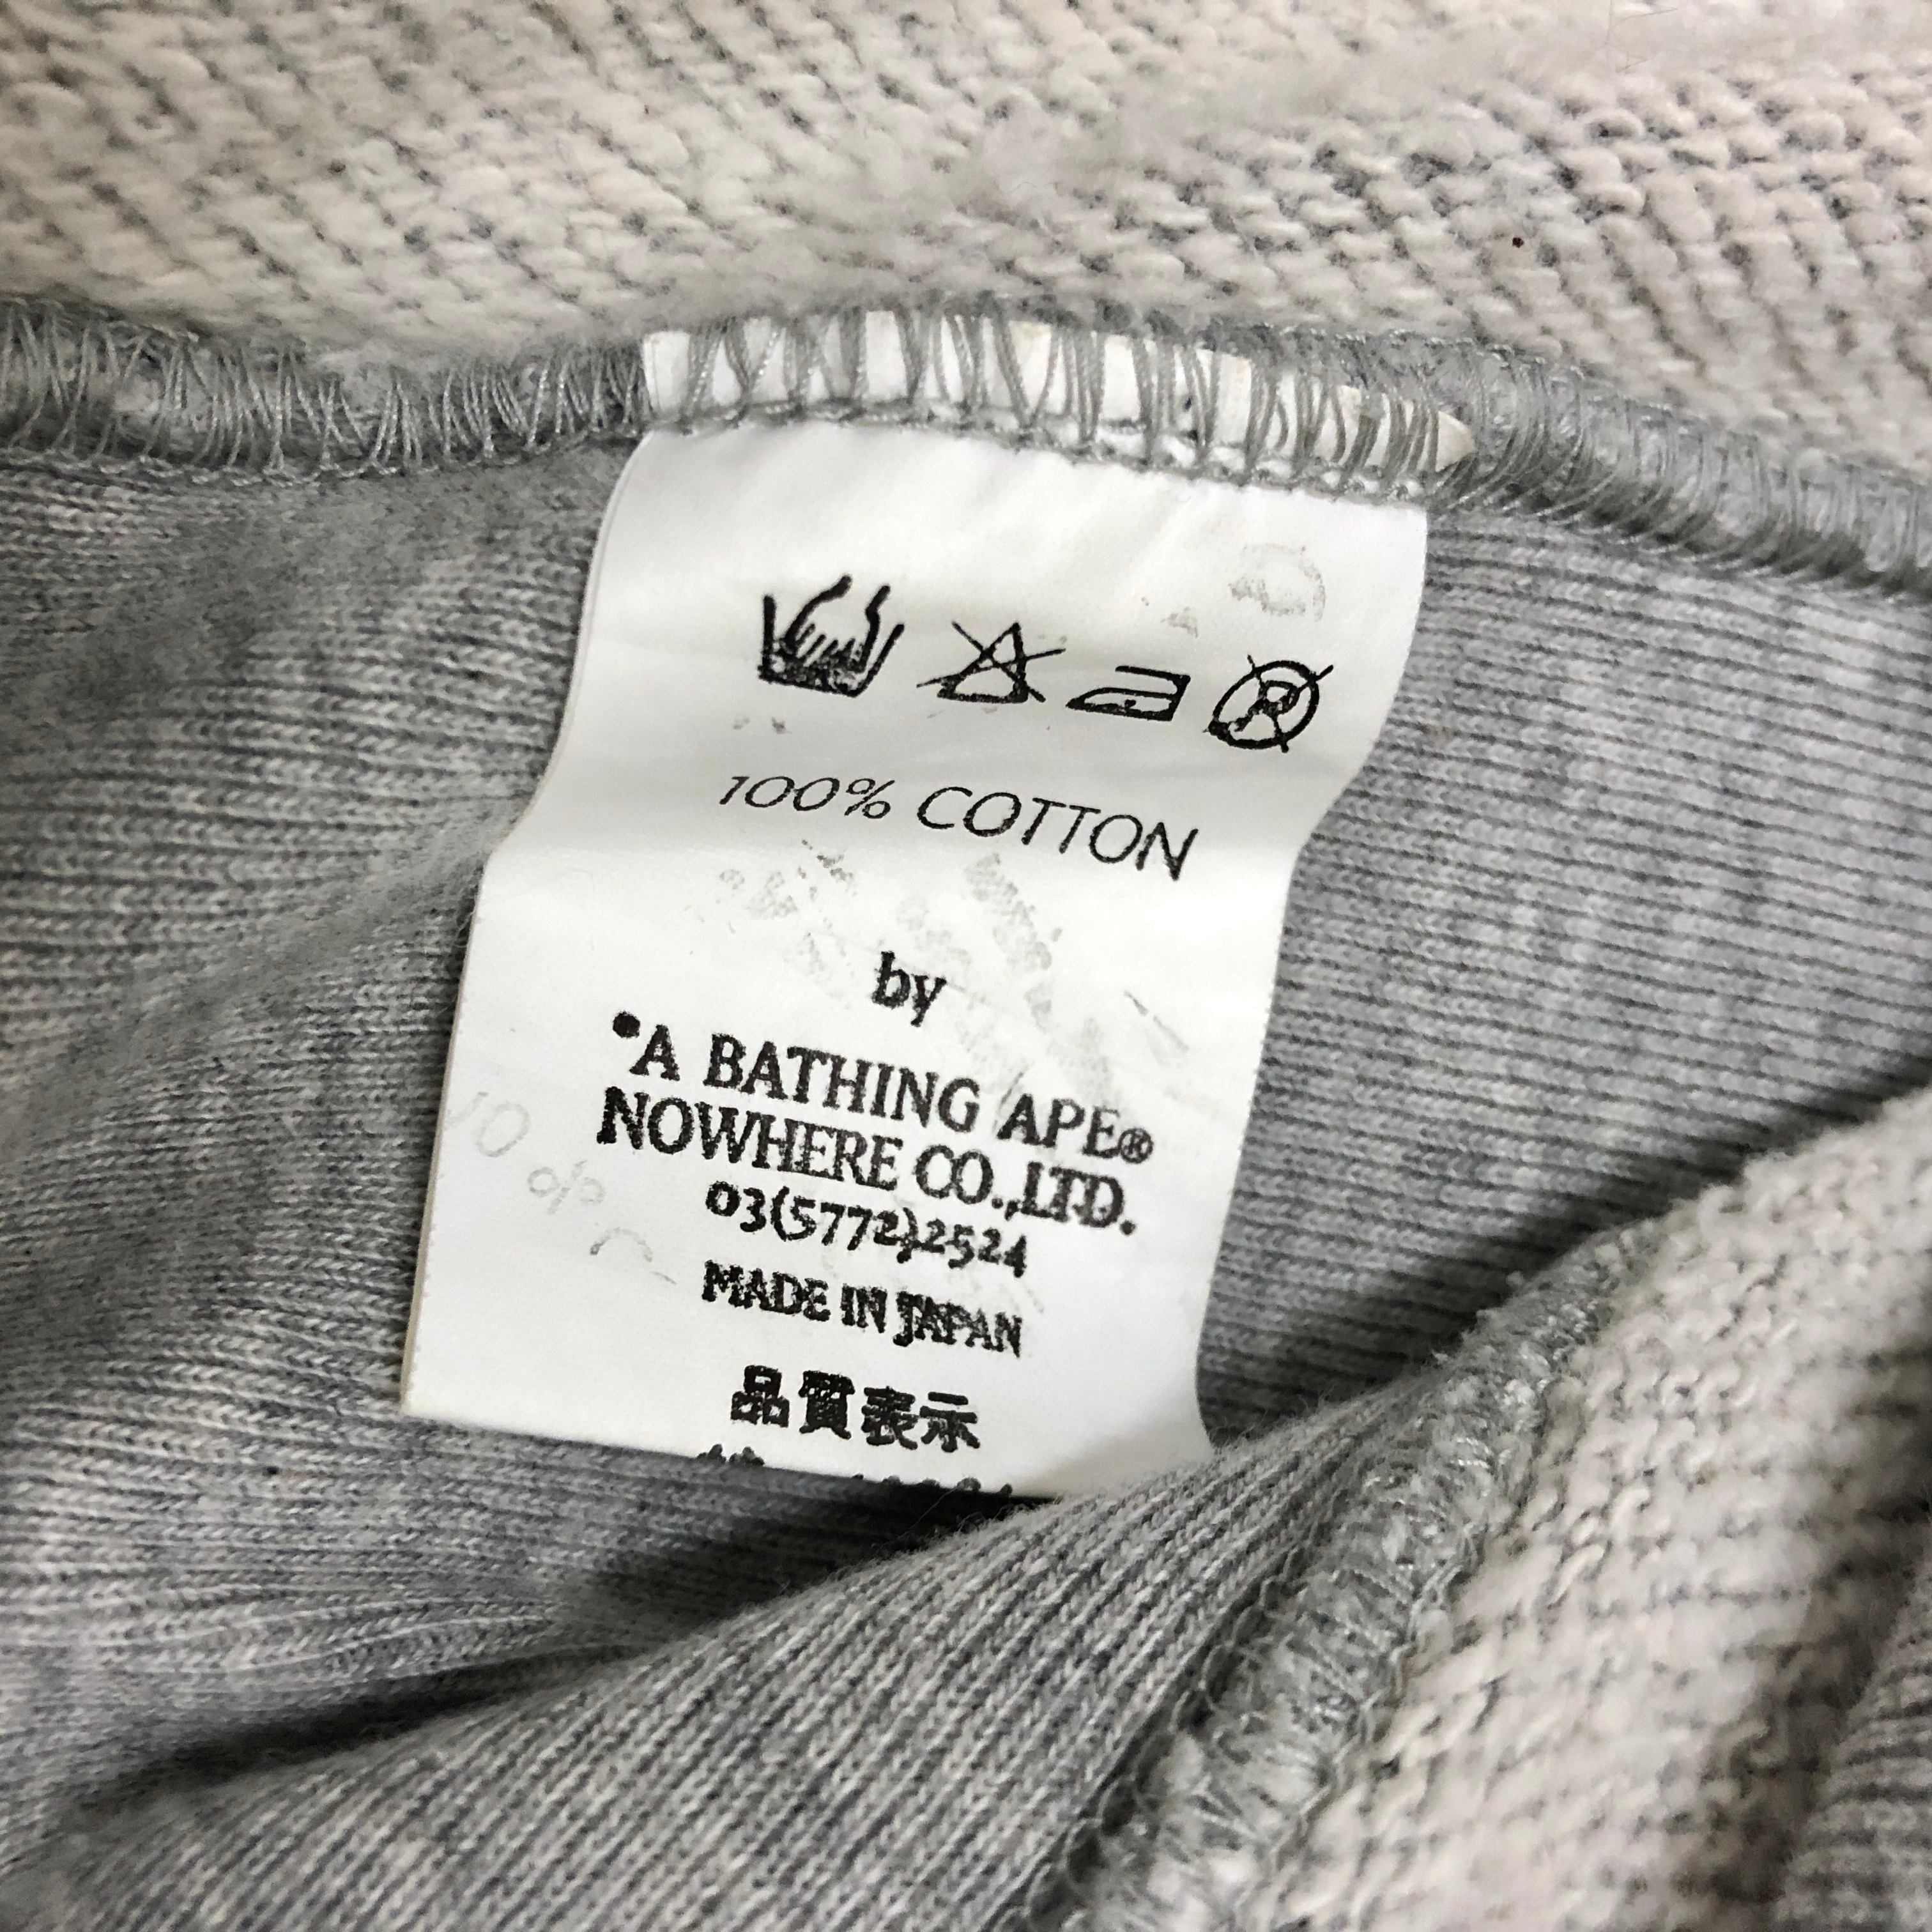 100% COTTON
by
•A BATHING APE®
NOWHERE CO.,LTD.
03(5772)2524
MADE IN JAPAN
品質表示